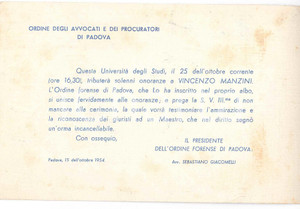 ORDINE DEGLI AVVOCATI E DEI PROCURATORI
DI PADOVA
Questa Università degli Studi, il 25 dell'ottobre corrente
(ore 16,30), tributerà solenni onoranze a VINCENZO MANZINI.
L'Ordine forense di Padova, che lo ha inscritto nel proprio albo,
si unisce fervidamente alle onoranze, e prega la S. V. Ill.ma di non
mancare alla cerimonia, la quale vorrà testimoniare l'ammirazione e
la riconoscenza dei giuristi ad un Maestro, che nel diritto segnò
un'orma incancellabile.
Con ossequio,
IL PRESIDENTE
DELL'ORDINE FORENSE DI PADOVA
Avv. SEBASTIANO GIACOMELLI
Padova, 15 dell'ottobre 1954